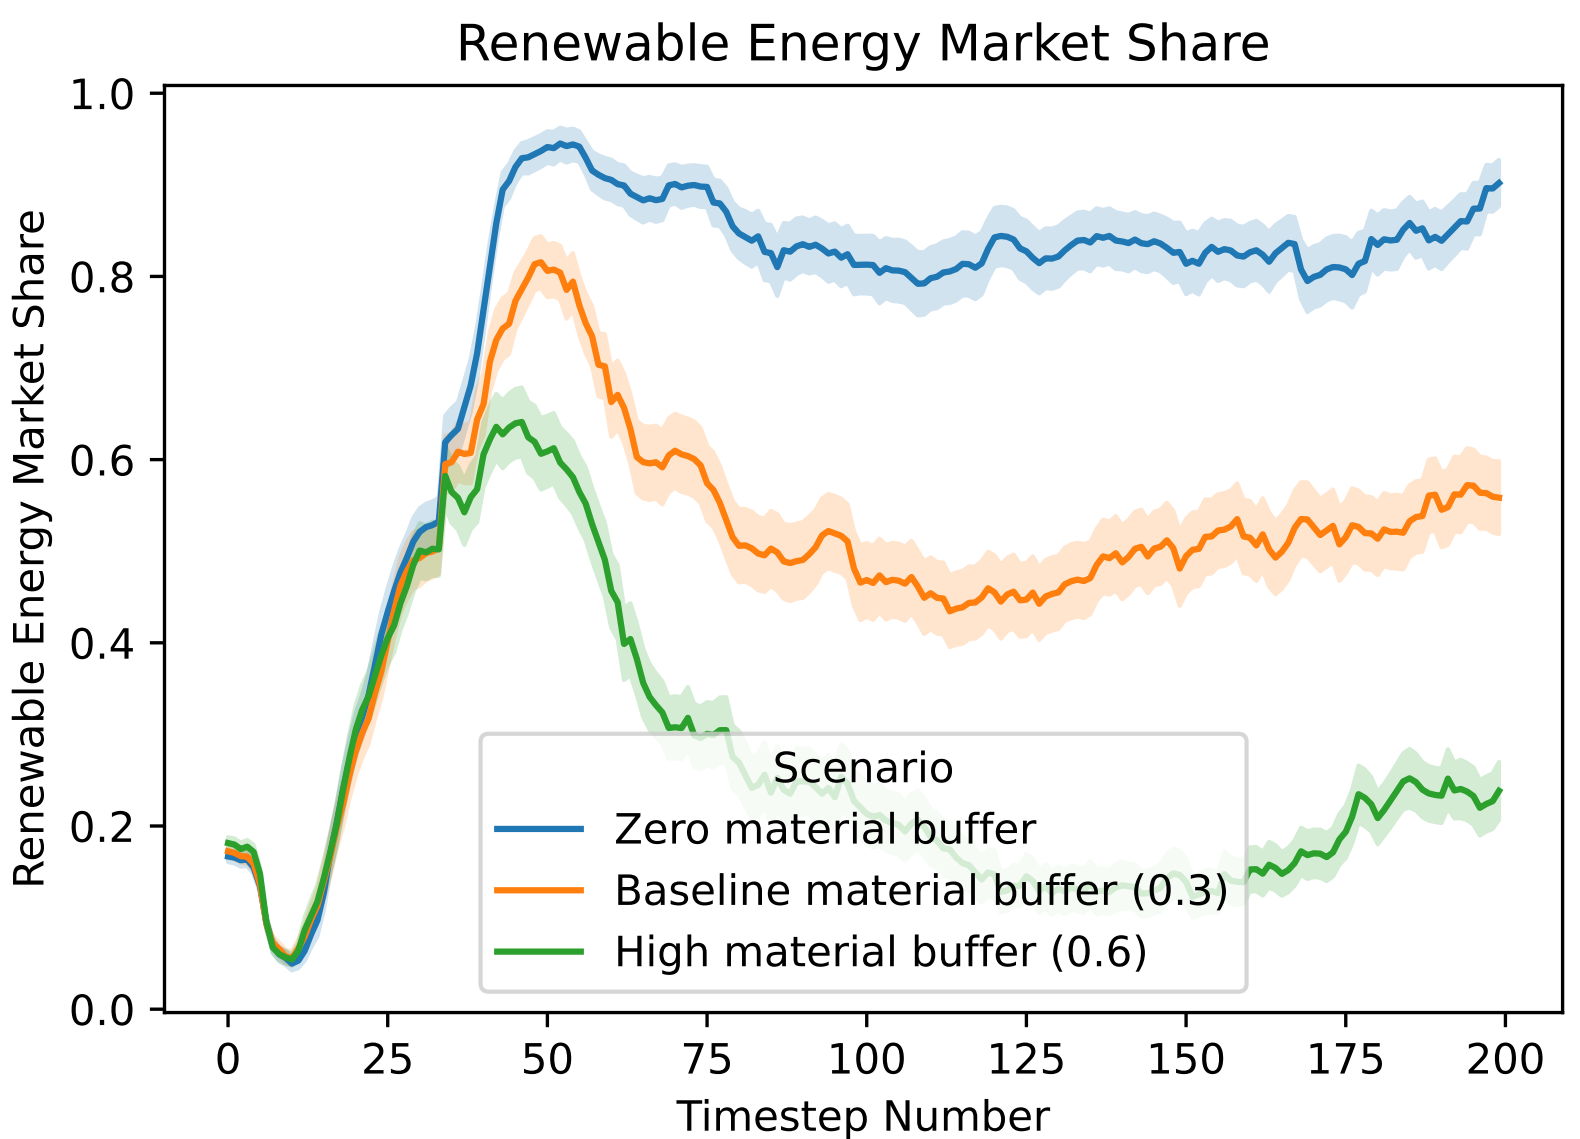 Renewable Energy Market Share
Renewable Energy Market Share
1.0
0.8
0.6
0.4
0.2
0.0
Scenario
Zero material buffer
Baseline material buffer (0.3)
High material buffer (0.6)
0 25 50 75 100 125 150 175 200
Timestep Number